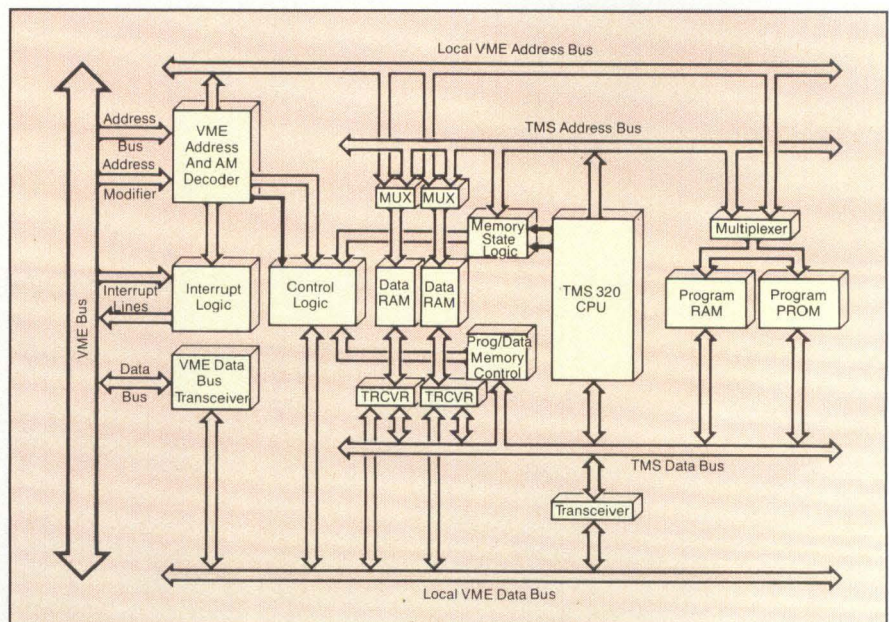 Local VME Address Bus
TMS Address Bus
Address
Bus
Address
Modifier
VME
Address
And AM
Decoder
MUX
MUX
Memory
State
Logic
Multiplexer
Interrupt
Lines
Interrupt
Logic
Control
Logic
Data
RAM
Data
RAM
TMS 320
CPU
Program
RAM
Program
PROM
VME Bus
Data
Bus
VME Data
Bus
Transceiver
Prog/Data
Memory
Control
TRCVR
TRCVR
TMS Data Bus
Transceiver
Local VME Data Bus